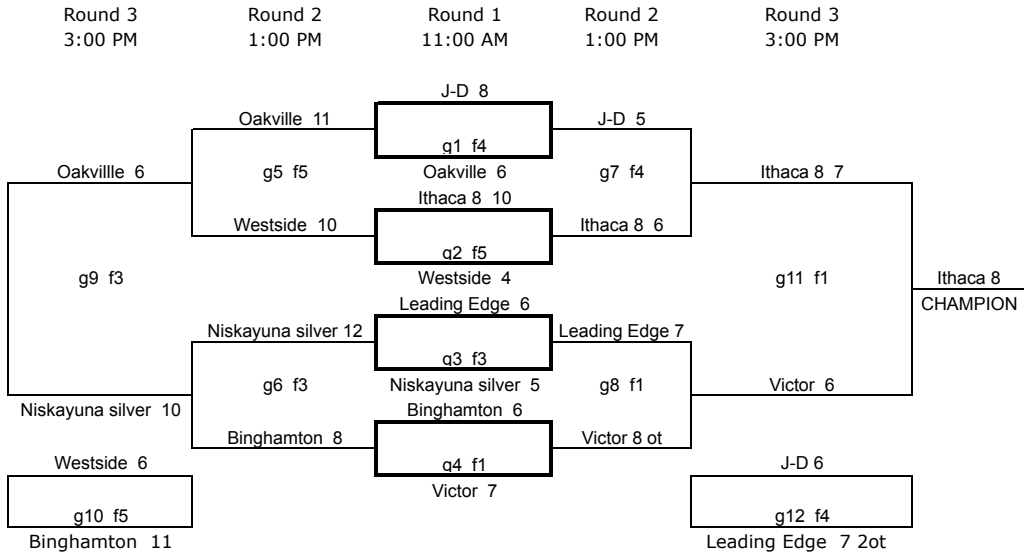 Round 3 Round 2 Round 1 Round 2 Round 3
3:00 PM 1:00 PM 11:00 AM 1:00 PM 3:00 PM
J-D 8
Oakville 11 J-D 5
g1 f4
Oakvillle 6 g5 f5 Oakville 6 g7 f4 Ithaca 8 7
Ithaca 8 10
Westside 10 Ithaca 8 6
g2 f5
g9 f3 Westside 4 g11 f1 Ithaca 8
Leading Edge 6 CHAMPION
Niskayuna silver 12 Leading Edge 7
g3 f3
g6 f3 Niskayuna silver 5 g8 f1 Victor 6
Niskayuna silver 10 Binghamton 6
Binghamton 8 Victor 8 ot
Westside 6 g4 f1 J-D 6
Victor 7
g10 f5 g12 f4
Binghamton 11 Leading Edge 7 2ot